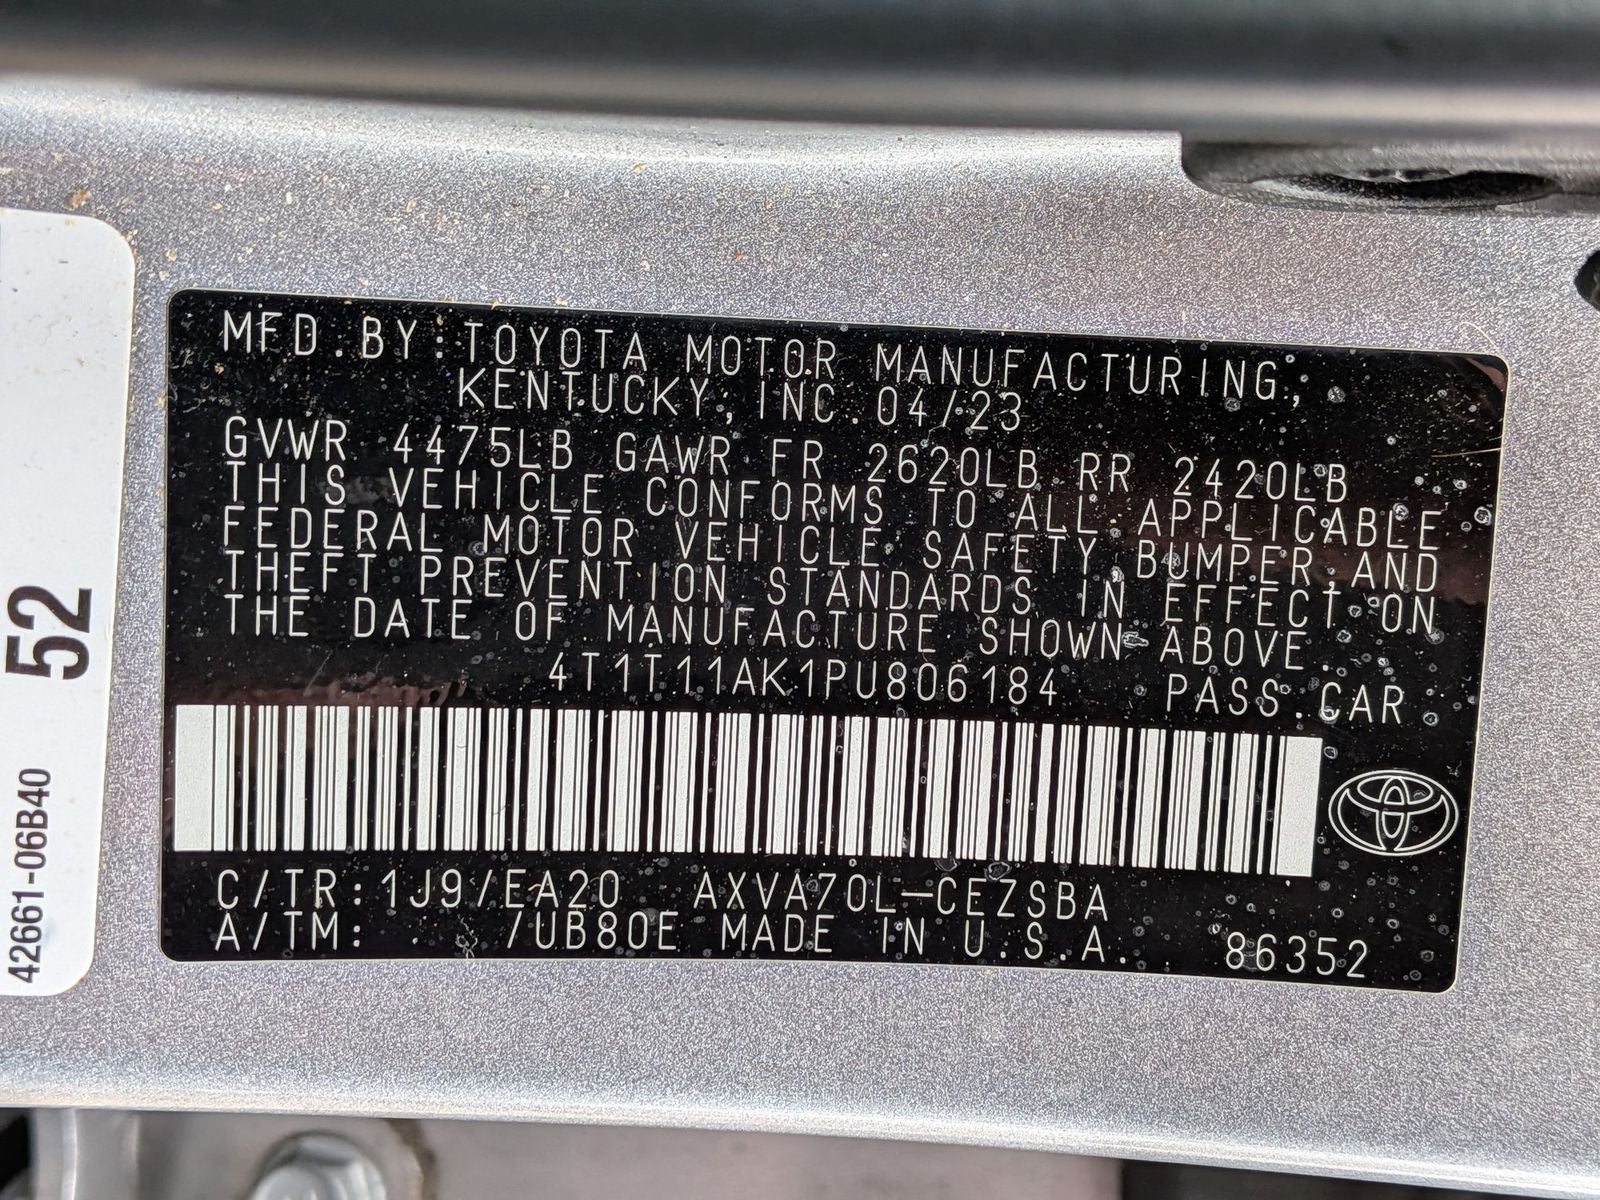 MFD.BY:TOYOTA MOTOR MANUFACTURING,
KENTUCKY, INC.04/23
GVWR 4475LB GAWR FR 2620LB RR 2420LB
THIS VEHICLE CONFORMS TO ALL APPLICABLE
FEDERAL MOTOR VEHICLE SAFETY,BUMPER,AND
THEFT PREVENTION STANDARDS IN EFFECT ON
THE DATE OF MANUFACTURE SHOWN ABOVE.
4T1T11AK1PU806184 PASS.CAR
C/TR:1J9/EA20 AXVA70L-CEZSBA
A/TM: /UB80E MADE IN U.S.A. 86352
52
42661-06B40